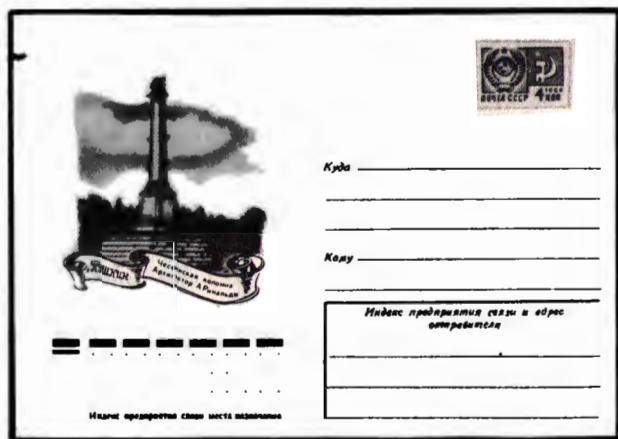 г. Пушкин
Чесменская колонна
Архитектор А.Ринальди
ПОЧТА СССР 4 КОП
Куда
Кому
Индекс предприятия связи и адрес
отправителя
Индекс предприятия связи места назначения